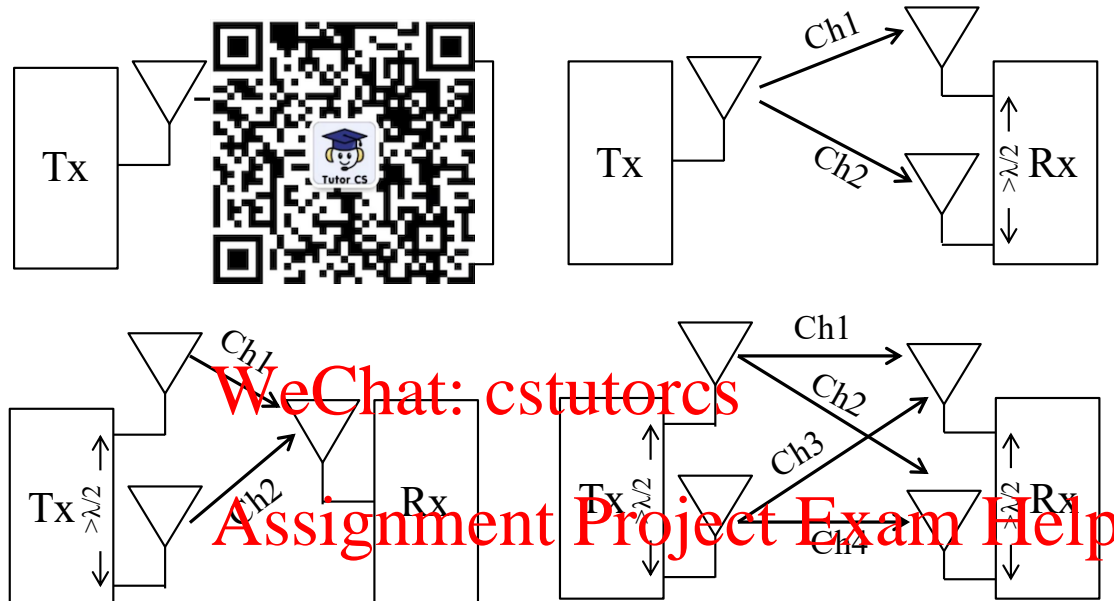 Tx
Tutor CS
Tx
Ch1
Ch2
>λ/2
Rx
Ch1
Ch2
Tx
>λ/2
Rx
Ch1
Ch2
Ch3
Ch4
Tx
>λ/2
>λ/2
Rx
WeChat: cstutorcs
Assignment Project Exam Help